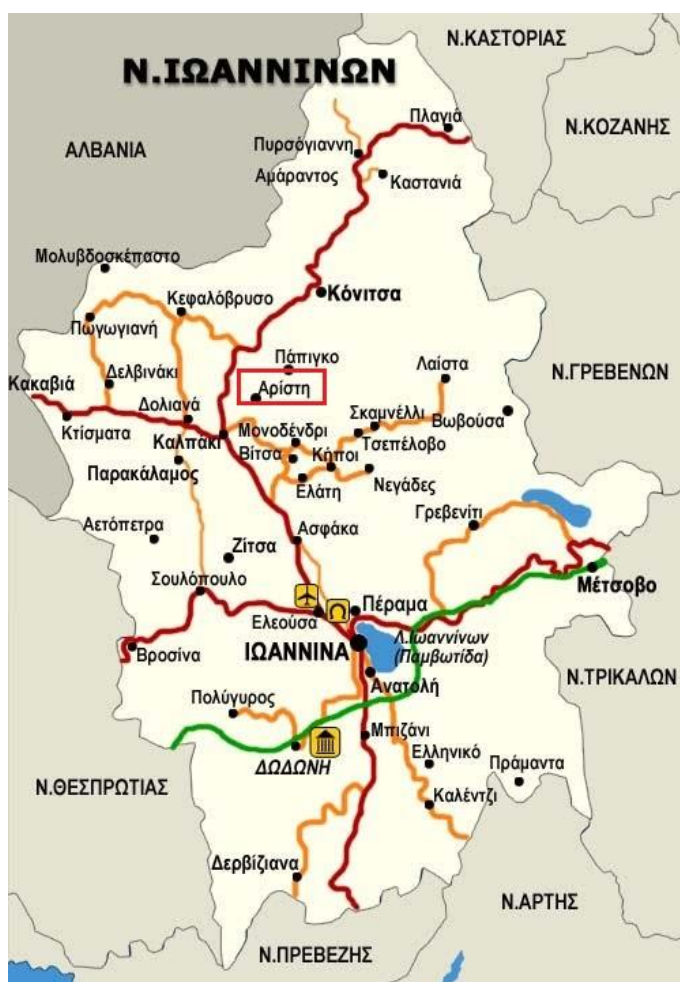 Ν.ΚΑΣΤΟΡΙΑΣ
Ν.ΙΩΑΝΝΙΝΩΝ
Πλαγιά
Ν.ΚΟΖΑΝΗΣ
Πυρσόγιαννη
ΑΛΒΑΝΙΑ
Αμάραντος
Καστανιά
Μολυβδοσκέπαστο
Κόνιτσα
Κεφαλόβρυσο
Πωγωγιανή
Πάπιγκο
Λαίστα
Ν.ΓΡΕΒΕΝΩΝ
Δελβινάκι
Αρίστη
Κακαβιά
Δολιανά
Σκαμνέλλι
Βωβούσα
Κτίσματα
Καλπάκι
Μονοδένδρι
Τσεπέλοβο
Βίτσα
Κήποι
Παρακάλαμος
Ελάτη
Νεγάδες
Γρεβενίτι
Αετόπετρα
Ασφάκα
Ζίτσα
Σουλόπουλο
Μέτσοβο
Πέραμα
Ελεούσα
Λ.Ιωαννίνων
(Παμβωτίδα)
ΙΩΑΝΝΙΝΑ
Βροσίνα
Ανατολή
Ν.ΤΡΙΚΑΛΩΝ
Πολύγυρος
Μπιζάνι
Ελληνικό
ΔΩΔΩΝΗ
Πράμαντα
Ν.ΘΕΣΠΡΩΤΙΑΣ
Καλέντζι
Δερβίζιανα
Ν.ΑΡΤΗΣ
Ν.ΠΡΕΒΕΖΗΣ